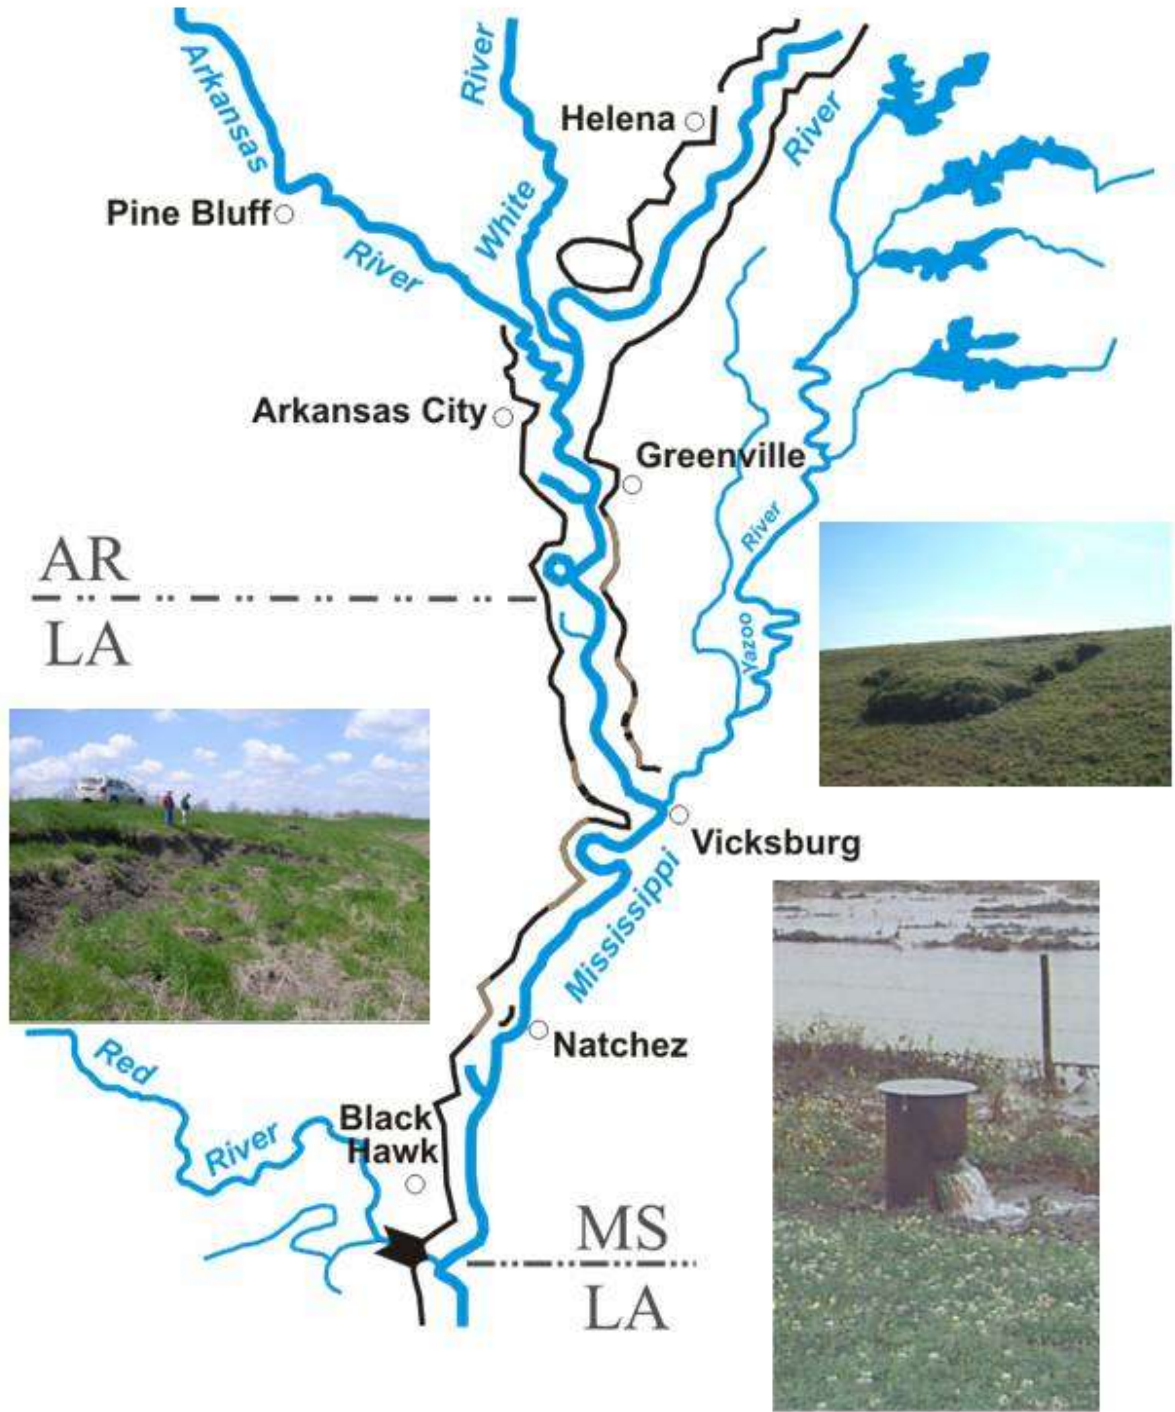 Arkansas
River
White
River
Helena
River
Pine Bluff
Arkansas City
Greenville
River
Yazoo
AR
LA
Vicksburg
Mississippi
Natchez
Red
River
Black
Hawk
MS
LA